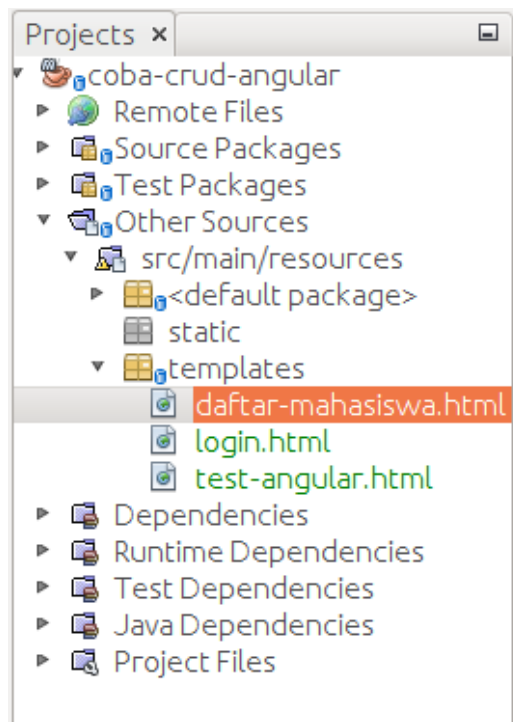 Projects
coba-crud-angular
Remote Files
Source Packages
Test Packages
Other Sources
src/main/resources
<default package>
static
templates
daftar-mahasiswa.html
login.html
test-angular.html
Dependencies
Runtime Dependencies
Test Dependencies
Java Dependencies
Project Files